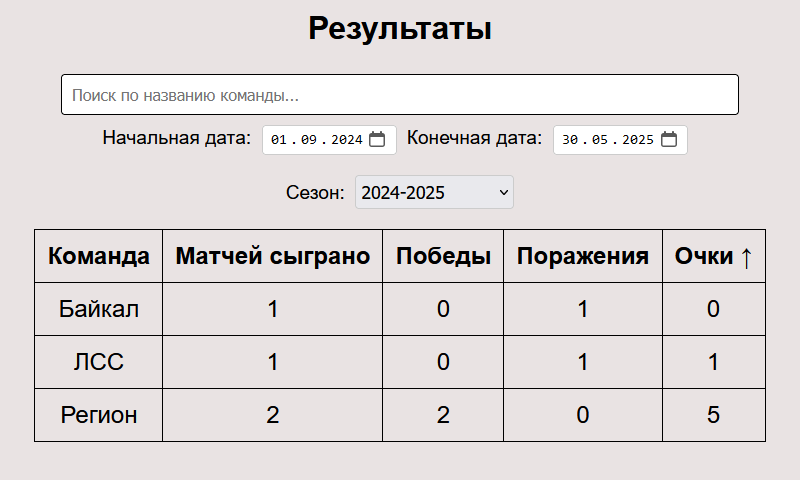 Результаты
Поиск по названию команды...
Начальная дата: 01.09.2024 Конечная дата: 30.05.2025
Сезон: 2024-2025
Команда Матчей сыграно Победы Поражения Очки ↑
Байкал 1 0 1 0
ЛСС 1 0 1 1
Регион 2 2 0 5